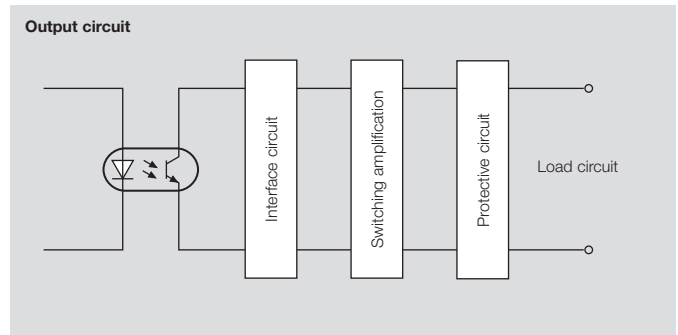 Output circuit
Interface circuit
Switching amplification
Protective circuit
Load circuit